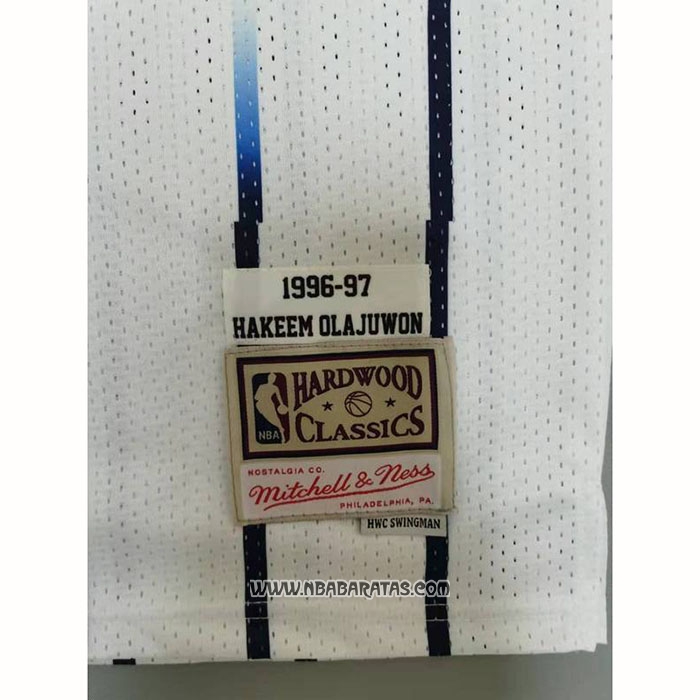 1996-97
HAKEEM OLAJUWON
HARDWOOD
CLASSICS
NBA
NOSTALGIA CO.
Mitchell & Ness
PHILADELPHIA, PA.
HWC SWINGMAN
WWW.NBABARATAS.COM